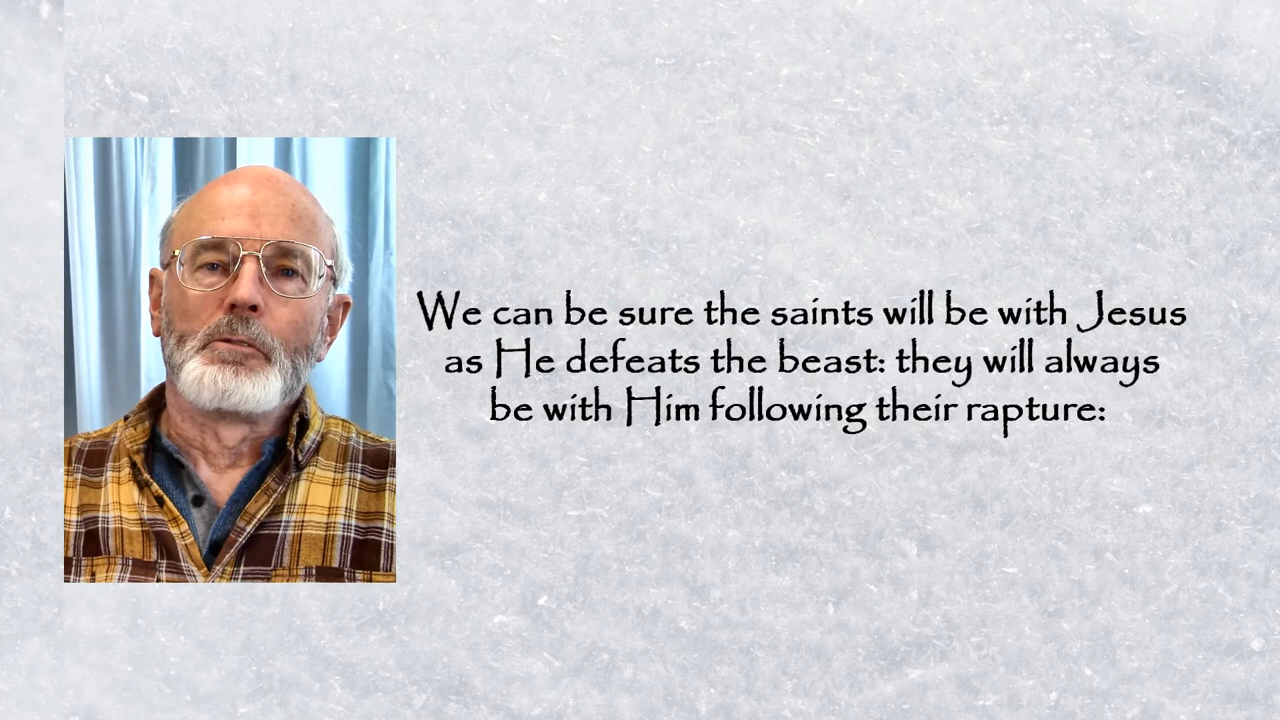 We can be sure the saints will be with Jesus
as He defeats the beast: they will always
be with Him following their rapture: